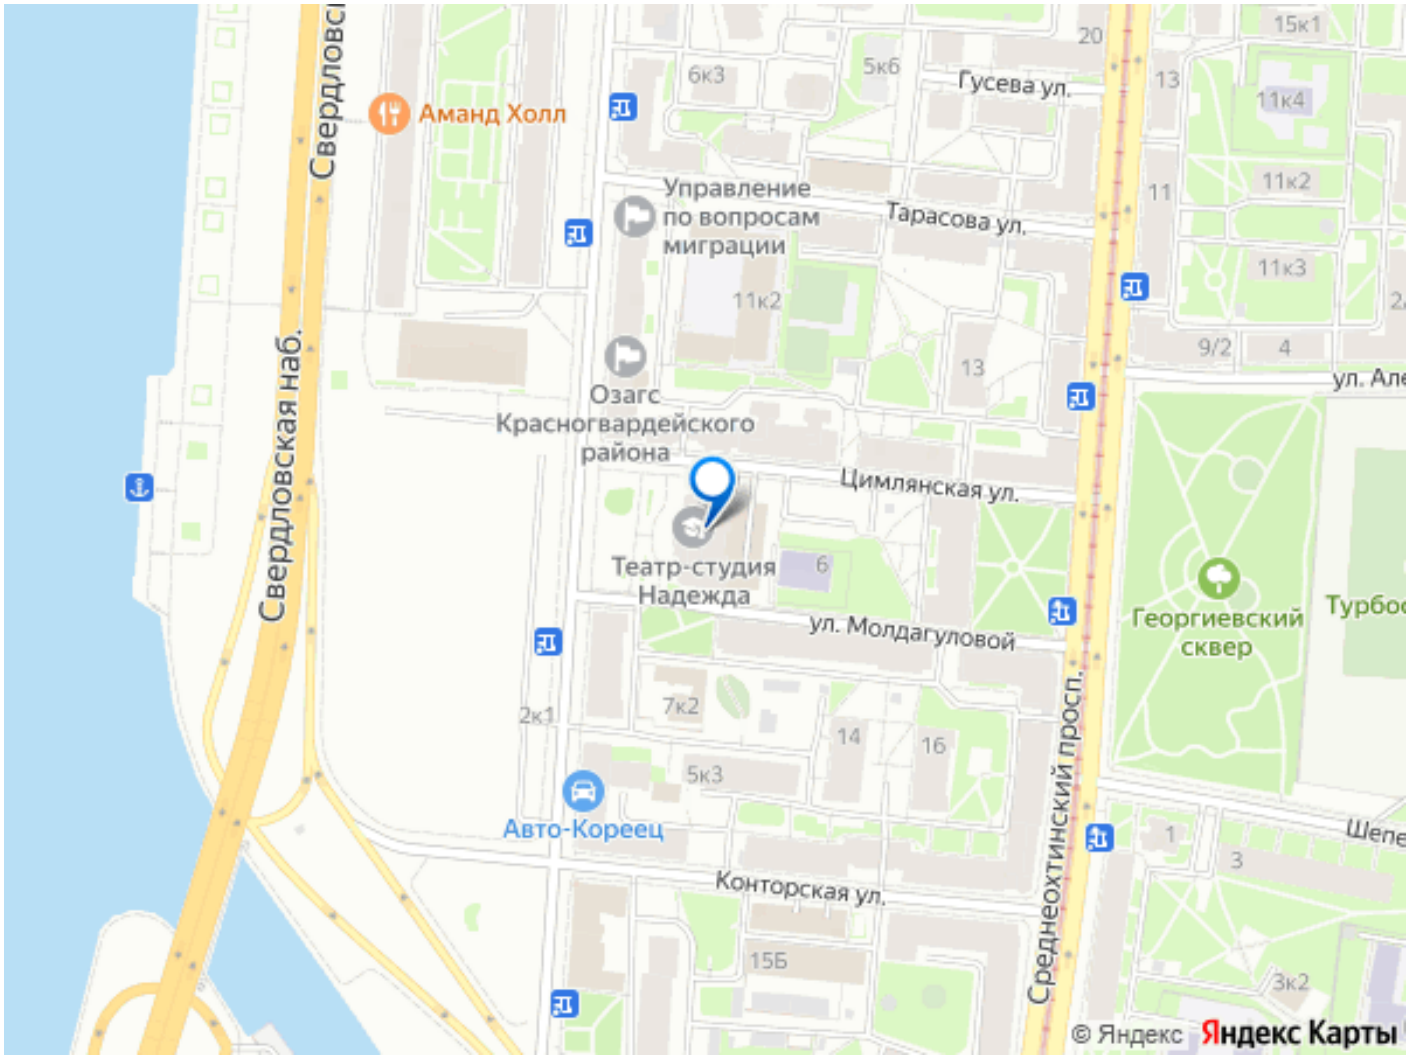 Свердловск
20
15к1
6к3
5к6
Гусева ул.
13
11к4
Аманд Холл
Управление
по вопросам
миграции
11к2
11
Тарасова ул.
11к3
11к2
9/2
4
13
ул. Але
Озагс
Красногвардейского
района
Свердловская наб.
Цимлянская ул.
Театр-студия
Надежда
6
ул. Молдагуловой
Георгиевский
сквер
Турбо
2к1
7к2
14
16
5к3
Среднеохтинский просп.
Авто-Кореец
1
Шепе
3
Конторская ул.
15Б
3к2
© Яндекс
Яндекс Карты